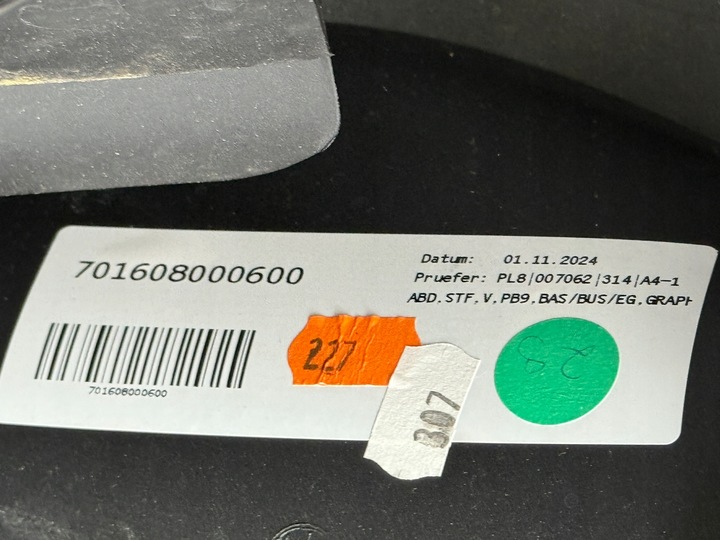 701608000600
Datum: 01.11.2024
Pruefer: PL8|007062|314|A4-1
ABD.STF.V.PB9.BAS/BUS/EG.GRAPH
701608000600
227
307
28